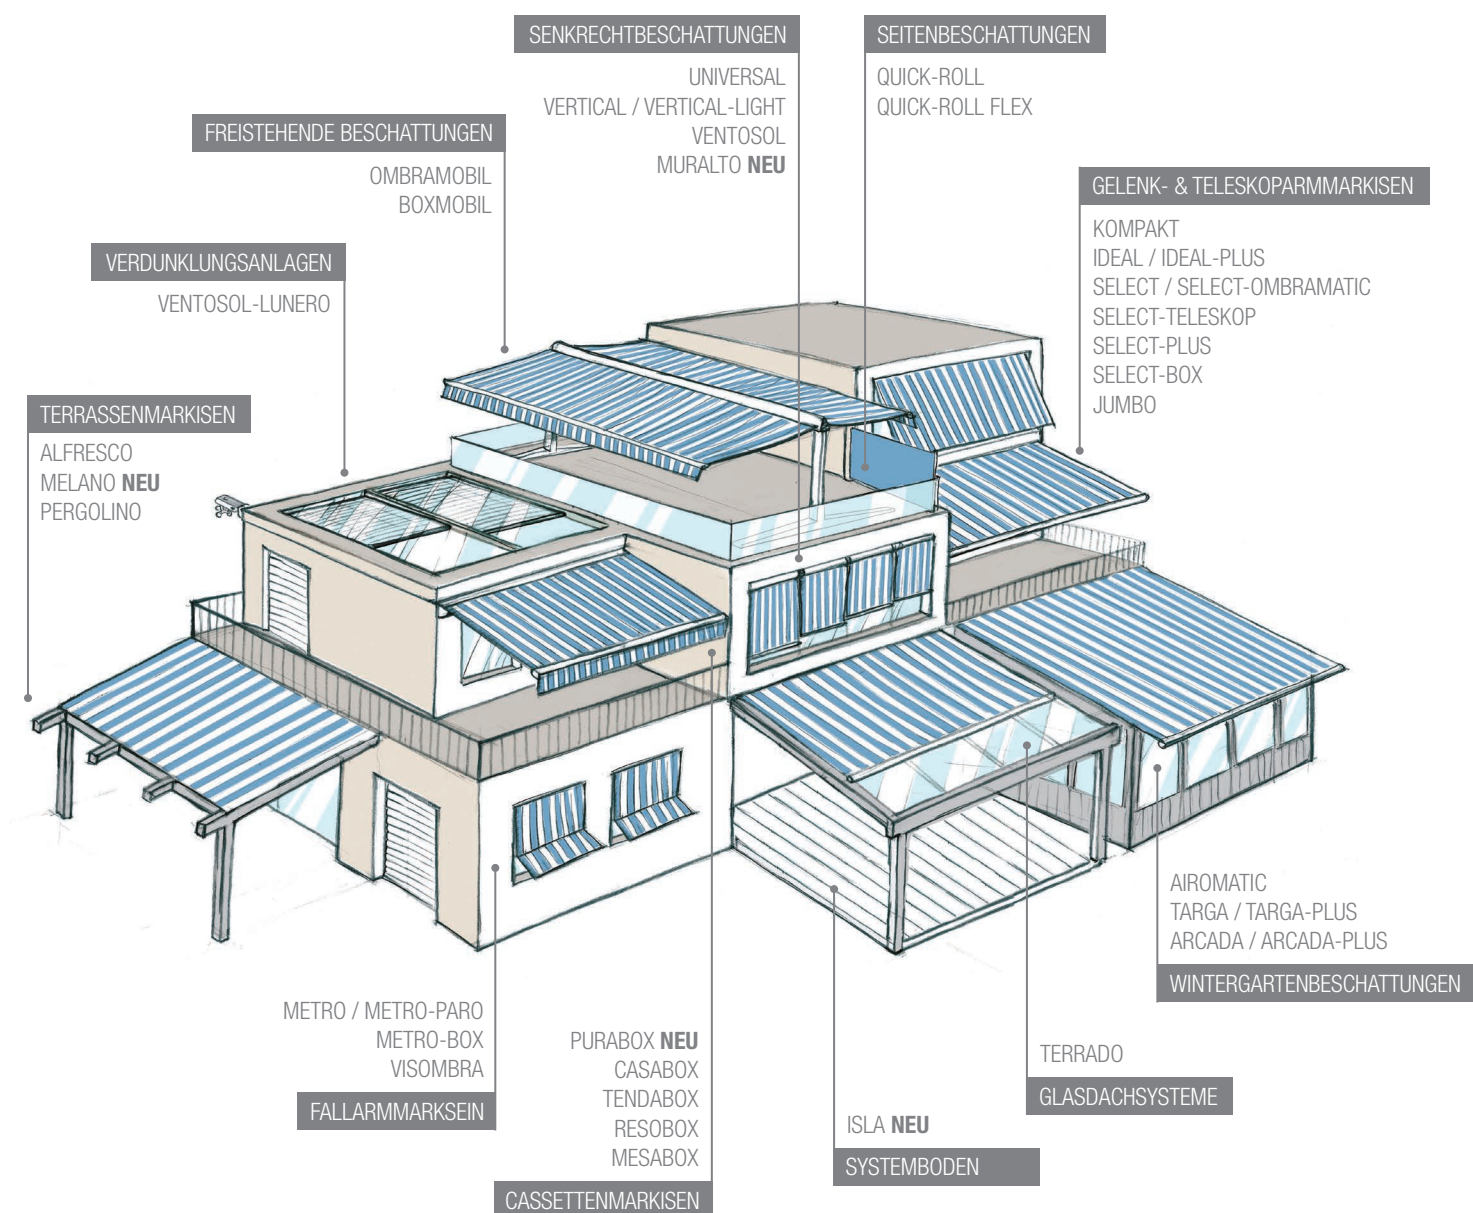 SENKRECHTBESCHATTUNGEN
UNIVERSAL
VERTICAL / VERTICAL-LIGHT
VENTOSOL
MURALTO NEU
SEITENBESCHATTUNGEN
QUICK-ROLL
QUICK-ROLL FLEX
FREISTEHENDE BESCHATTUNGEN
OMBRAMOBIL
BOXMOBIL
GELENK- & TELESKOPARMMARKISEN
KOMPAKT
IDEAL / IDEAL-PLUS
SELECT / SELECT-OMBRAMATIC
SELECT-TELESKOP
SELECT-PLUS
SELECT-BOX
JUMBO
VERDUNKLUNGSANLAGEN
VENTOSOL-LUNERO
TERRASSENMARKISEN
ALFRESCO
MELANO NEU
PERGOLINO
AIROMATIC
TARGA / TARGA-PLUS
ARCADA / ARCADA-PLUS
WINTERGARTENBESCHATTUNGEN
METRO / METRO-PARO
METRO-BOX
VISOMBRA
FALLARMMARKSEIN
PURABOX NEU
CASABOX
TENDABOX
RESOBOX
MESABOX
CASSETTENMARKISEN
TERRADO
GLASDACHSYSTEME
ISLA NEU
SYSTEMBODEN